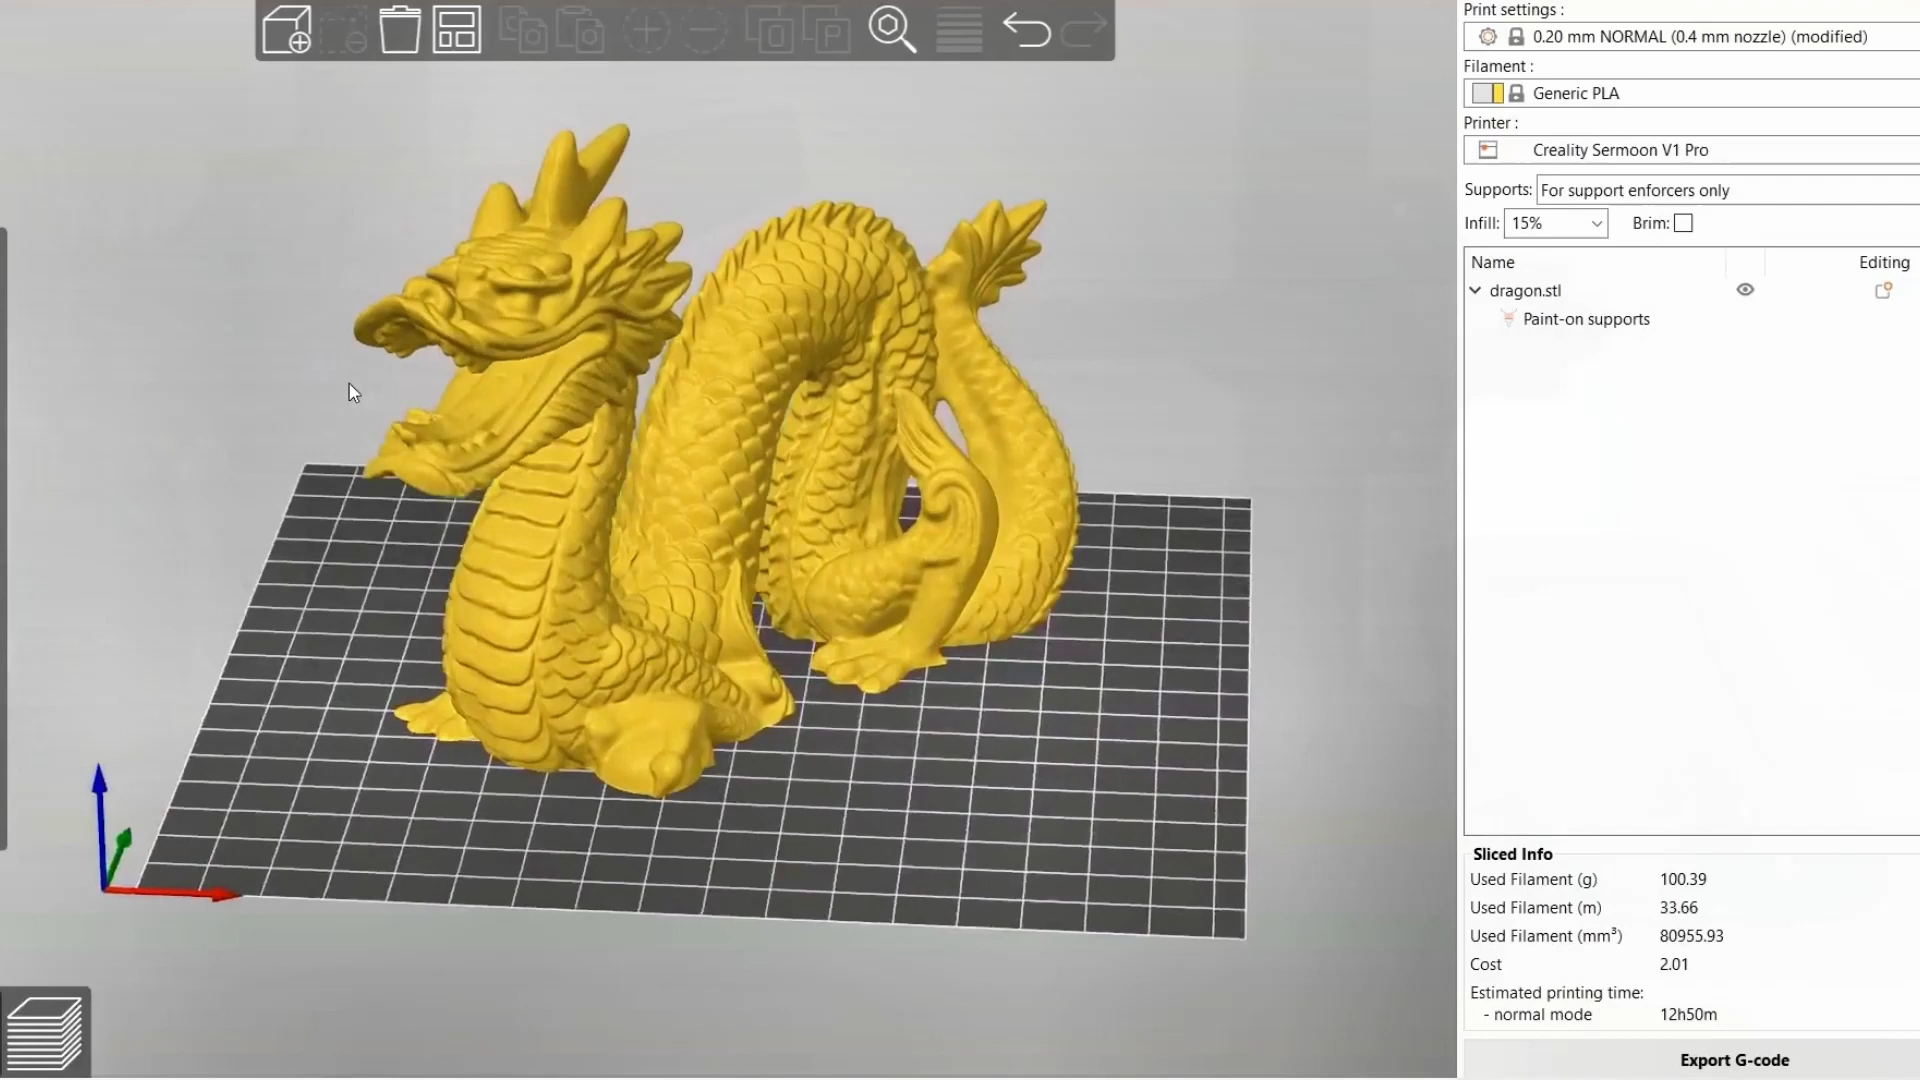 Print settings :
0.20 mm NORMAL (0.4 mm nozzle) (modified)
Filament :
Generic PLA
Printer :
Creality Sermoon V1 Pro
Supports: For support enforcers only
Infill: 15% Brim:
Name Editing
dragon.stl
Paint-on supports
Sliced Info
Used Filament (g) 100.39
Used Filament (m) 33.66
Used Filament (mm³) 80955.93
Cost 2.01
Estimated printing time:
- normal mode 12h50m
Export G-code